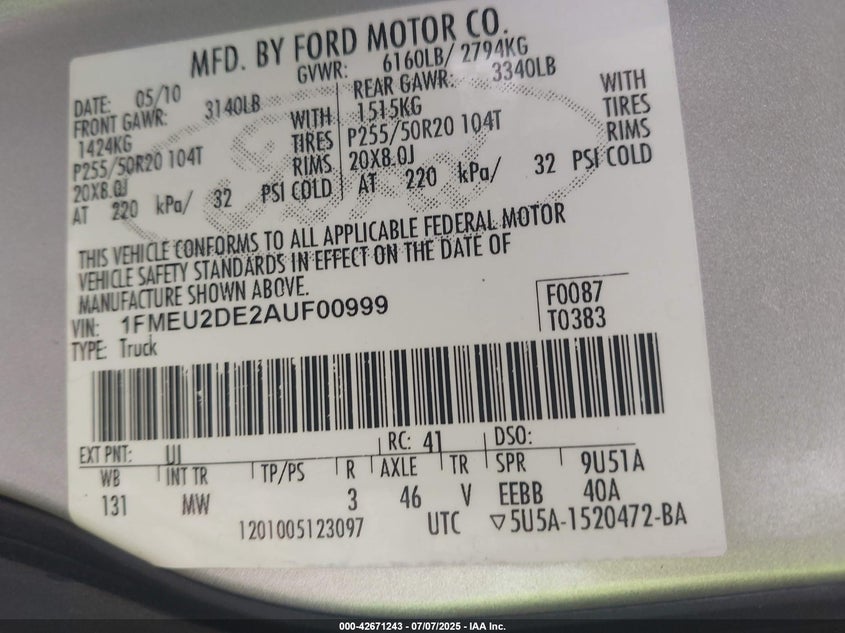 MFD. BY FORD MOTOR CO.
DATE: 05/10 GVWR: 6160LB/ 2794KG
FRONT GAWR: 3140LB REAR GAWR: 3340LB
1424KG WITH 1515KG WITH
P255/50R20 104T TIRES P255/50R20 104T TIRES
20X8.0J RIMS 20X8.0J RIMS
AT 220 kPa/ 32 PSI COLD AT 220 kPa/ 32 PSI COLD
THIS VEHICLE CONFORMS TO ALL APPLICABLE FEDERAL MOTOR
VEHICLE SAFETY STANDARDS IN EFFECT ON THE DATE OF
MANUFACTURE SHOWN ABOVE.
VIN: 1FMEU2DE2AUF00999 F0087
TYPE: Truck T0383
EXT PNT: UJ RC: 41 DSO:
WB INT TR TP/PS R AXLE TR SPR 9U51A
131 MW 3 46 V EEBB 40A
1201005123097 UTC ▽5U5A-1520472-BA
000-42671243 / 07/07/2025 - IAA Inc.